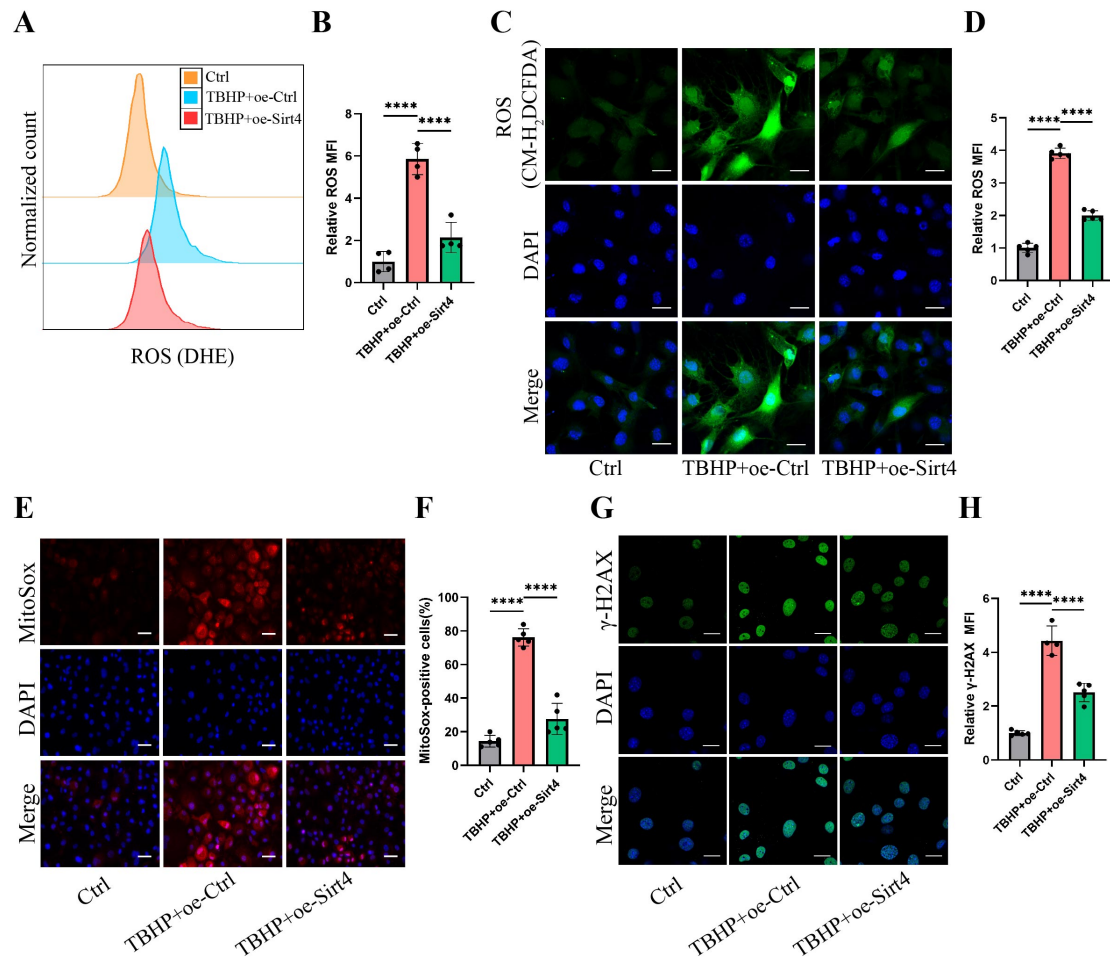 A
Normalized count
Ctrl
TBHP+oe-Ctrl
TBHP+oe-Sirt4
ROS (DHE)
B
Relative ROS MFI
8
6
4
2
0
****
****
Ctrl
TBHP+oe-Ctrl
TBHP+oe-Sirt4
C
ROS
(CM-H₂DCFDA)
DAPI
Merge
Ctrl
TBHP+oe-Ctrl
TBHP+oe-Sirt4
D
Relative ROS MFI
5
4
3
2
1
0
****
****
Ctrl
TBHP+oe-Ctrl
TBHP+oe-Sirt4
E
MitoSox
DAPI
Merge
Ctrl
TBHP+oe-Ctrl
TBHP+oe-Sirt4
F
MitoSox-positive cells(%)
100
80
60
40
20
0
****
****
Ctrl
TBHP+oe-Ctrl
TBHP+oe-Sirt4
G
γ-H2AX
DAPI
Merge
Ctrl
TBHP+oe-Ctrl
TBHP+oe-Sirt4
H
Relative γ-H2AX MFI
6
4
2
0
****
****
Ctrl
TBHP+oe-Ctrl
TBHP+oe-Sirt4